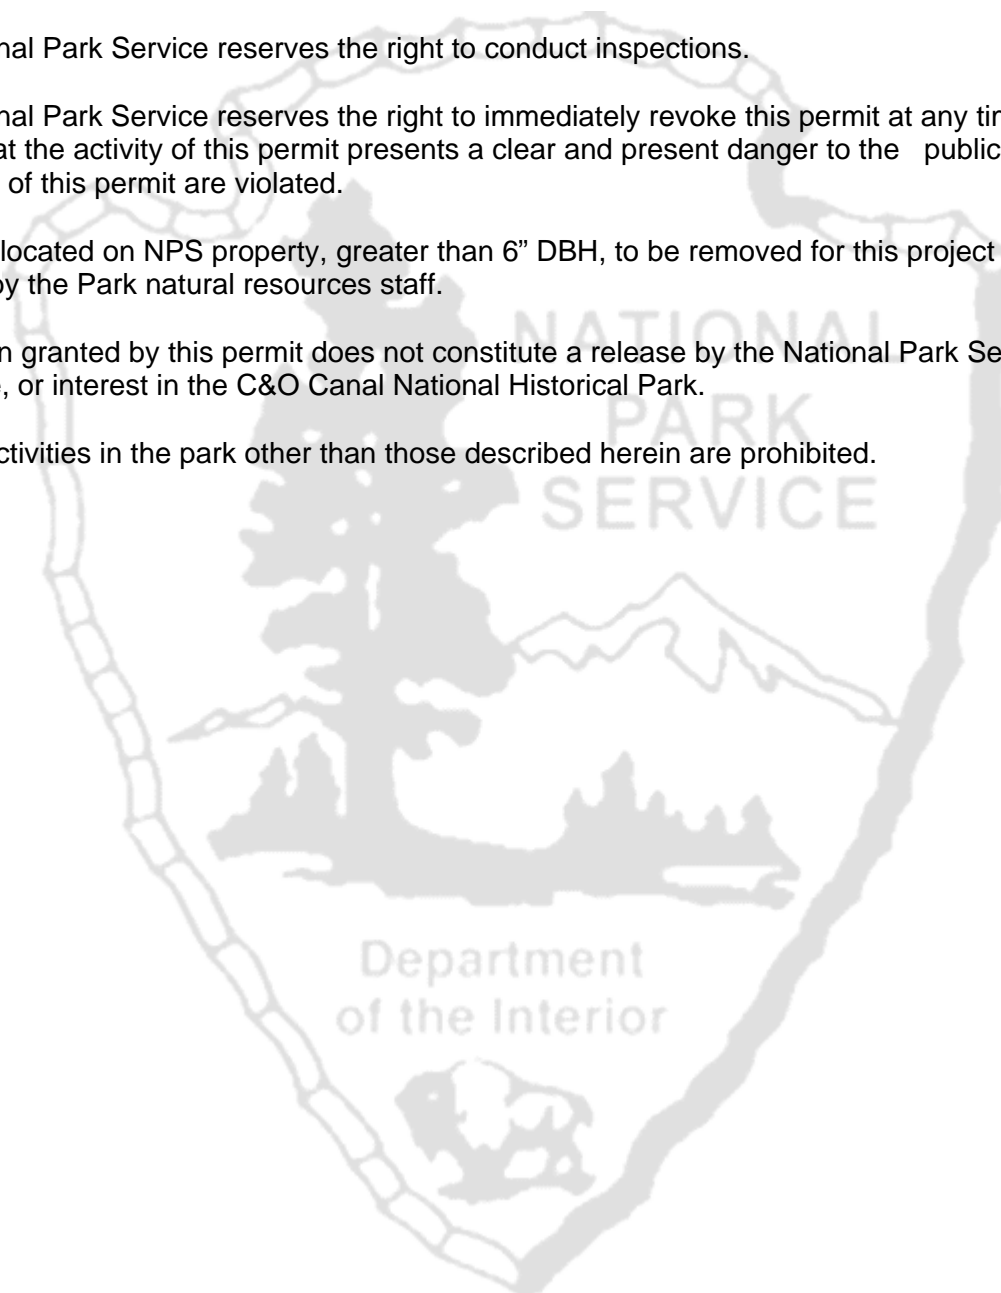 nal Park Service reserves the right to conduct inspections.
nal Park Service reserves the right to immediately revoke this permit at any tin
at the activity of this permit presents a clear and present danger to the   public
of this permit are violated.
located on NPS property, greater than 6” DBH, to be removed for this project
by the Park natural resources staff.
n granted by this permit does not constitute a release by the National Park Se
, or interest in the C&O Canal National Historical Park.
ctivities in the park other than those described herein are prohibited.
NATIONAL
PARK
SERVICE
Department
of the Interior